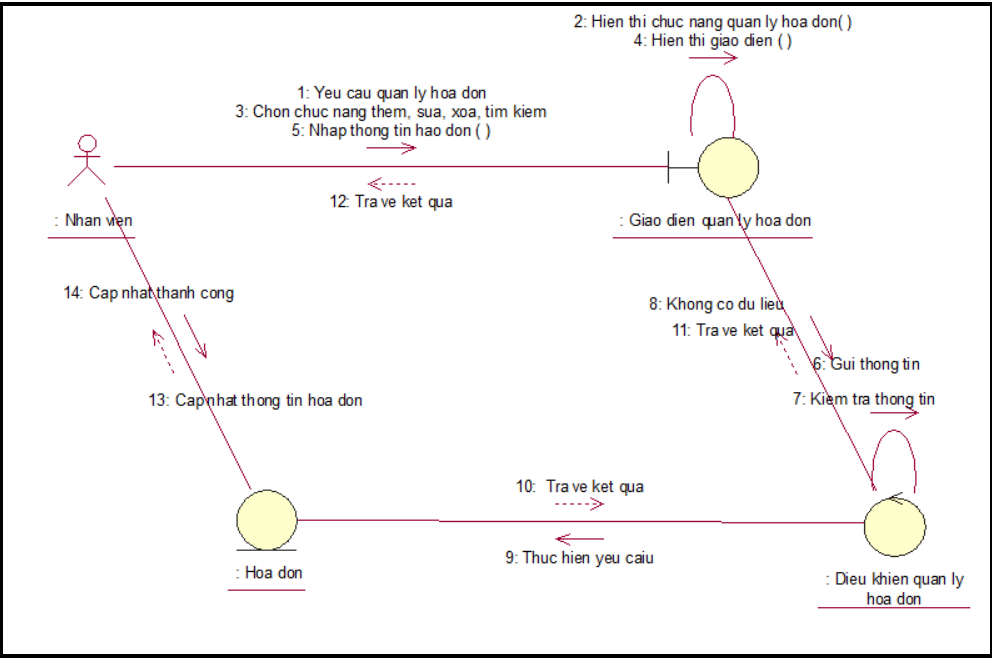 2: Hien thi chuc nang quan ly hoa don( )
4: Hien thi giao dien ( )
1: Yeu cau quan ly hoa don
3: Chon chuc nang them, sua, xoa, tim kiem
5: Nhap thong tin hao don ( )
12: Tra ve ket qua
: Nhan vien
: Giao dien quan ly hoa don
14: Cap nhat thanh cong
8: Khong co du lieu
11: Tra ve ket qua
6: Gui thong tin
13: Cap nhat thong tin hoa don
7: Kiem tra thong tin
10: Tra ve ket qua
9: Thuc hien yeu caiu
: Hoa don
: Dieu khien quan ly
hoa don